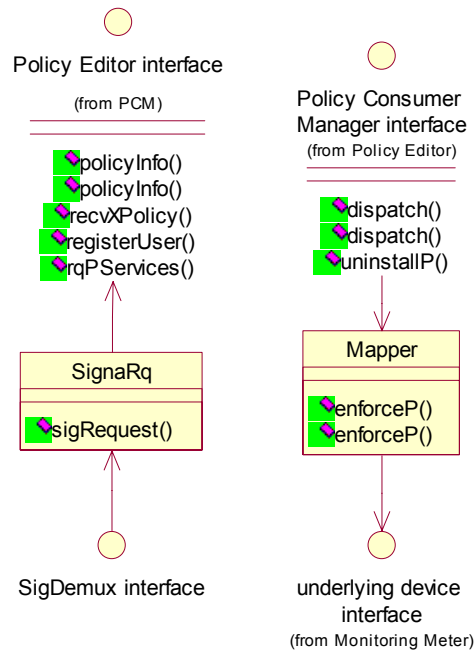 Policy Editor interface
(from PCM)
policyInfo()
policyInfo()
recvXPolicy()
registerUser()
rqPServices()
SignaRq
sigRequest()
SigDemux interface
Policy Consumer
Manager interface
(from Policy Editor)
dispatch()
dispatch()
uninstallP()
Mapper
enforceP()
enforceP()
underlying device
interface
(from Monitoring Meter)